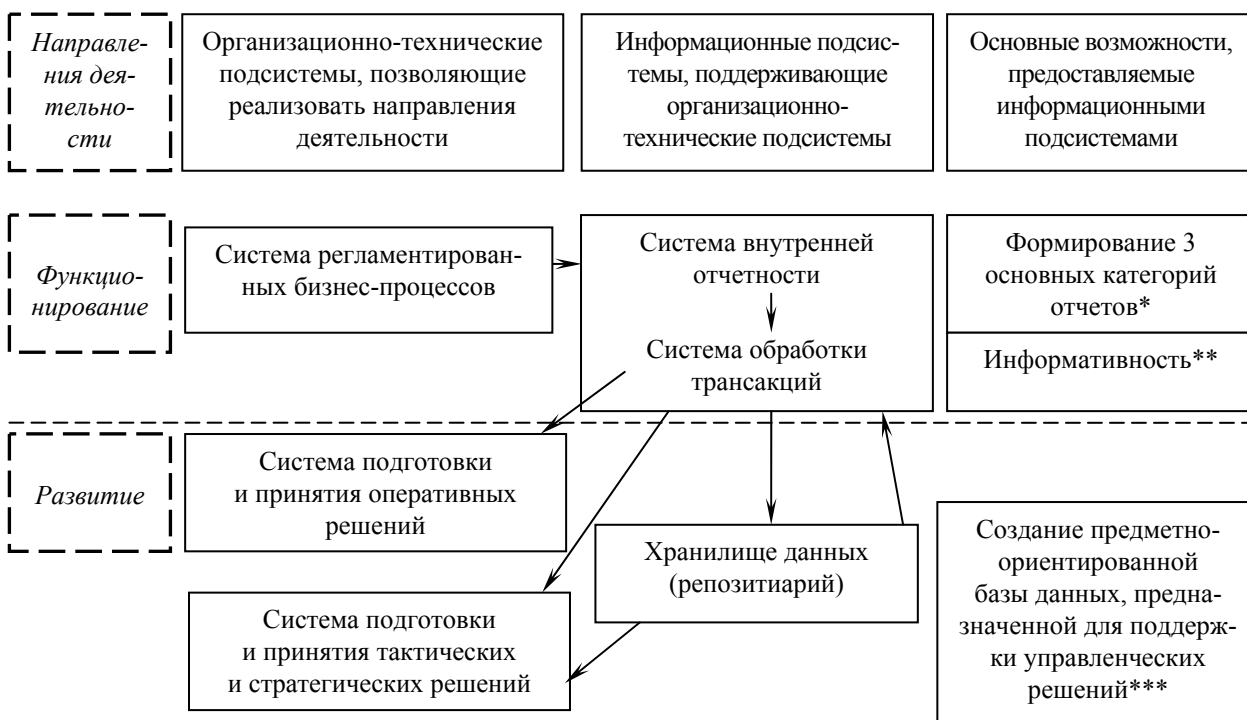 Направле-
ния дея-
тельно-
сти
Организационно-технические
подсистемы, позволяющие
реализовать направления
деятельности
Информационные подсис-
темы, поддерживающие
организационно-
технические подсистемы
Основные возможности,
предоставляемые
информационными
подсистемами
Функцио-
нирование
Система регламентирован-
ных бизнес-процессов
Система внутренней
отчетности
Система обработки
транзакций
Формирование 3
основных категорий
отчетов*
Информативность**
Развитие
Система подготовки
и принятия оперативных
решений
Хранилище данных
(репозитиарий)
Система подготовки
и принятия тактических
и стратегических решений
Создание предметно-
ориентированной
базы данных, предна-
значенной для поддерж-
ки управленческих
решений***